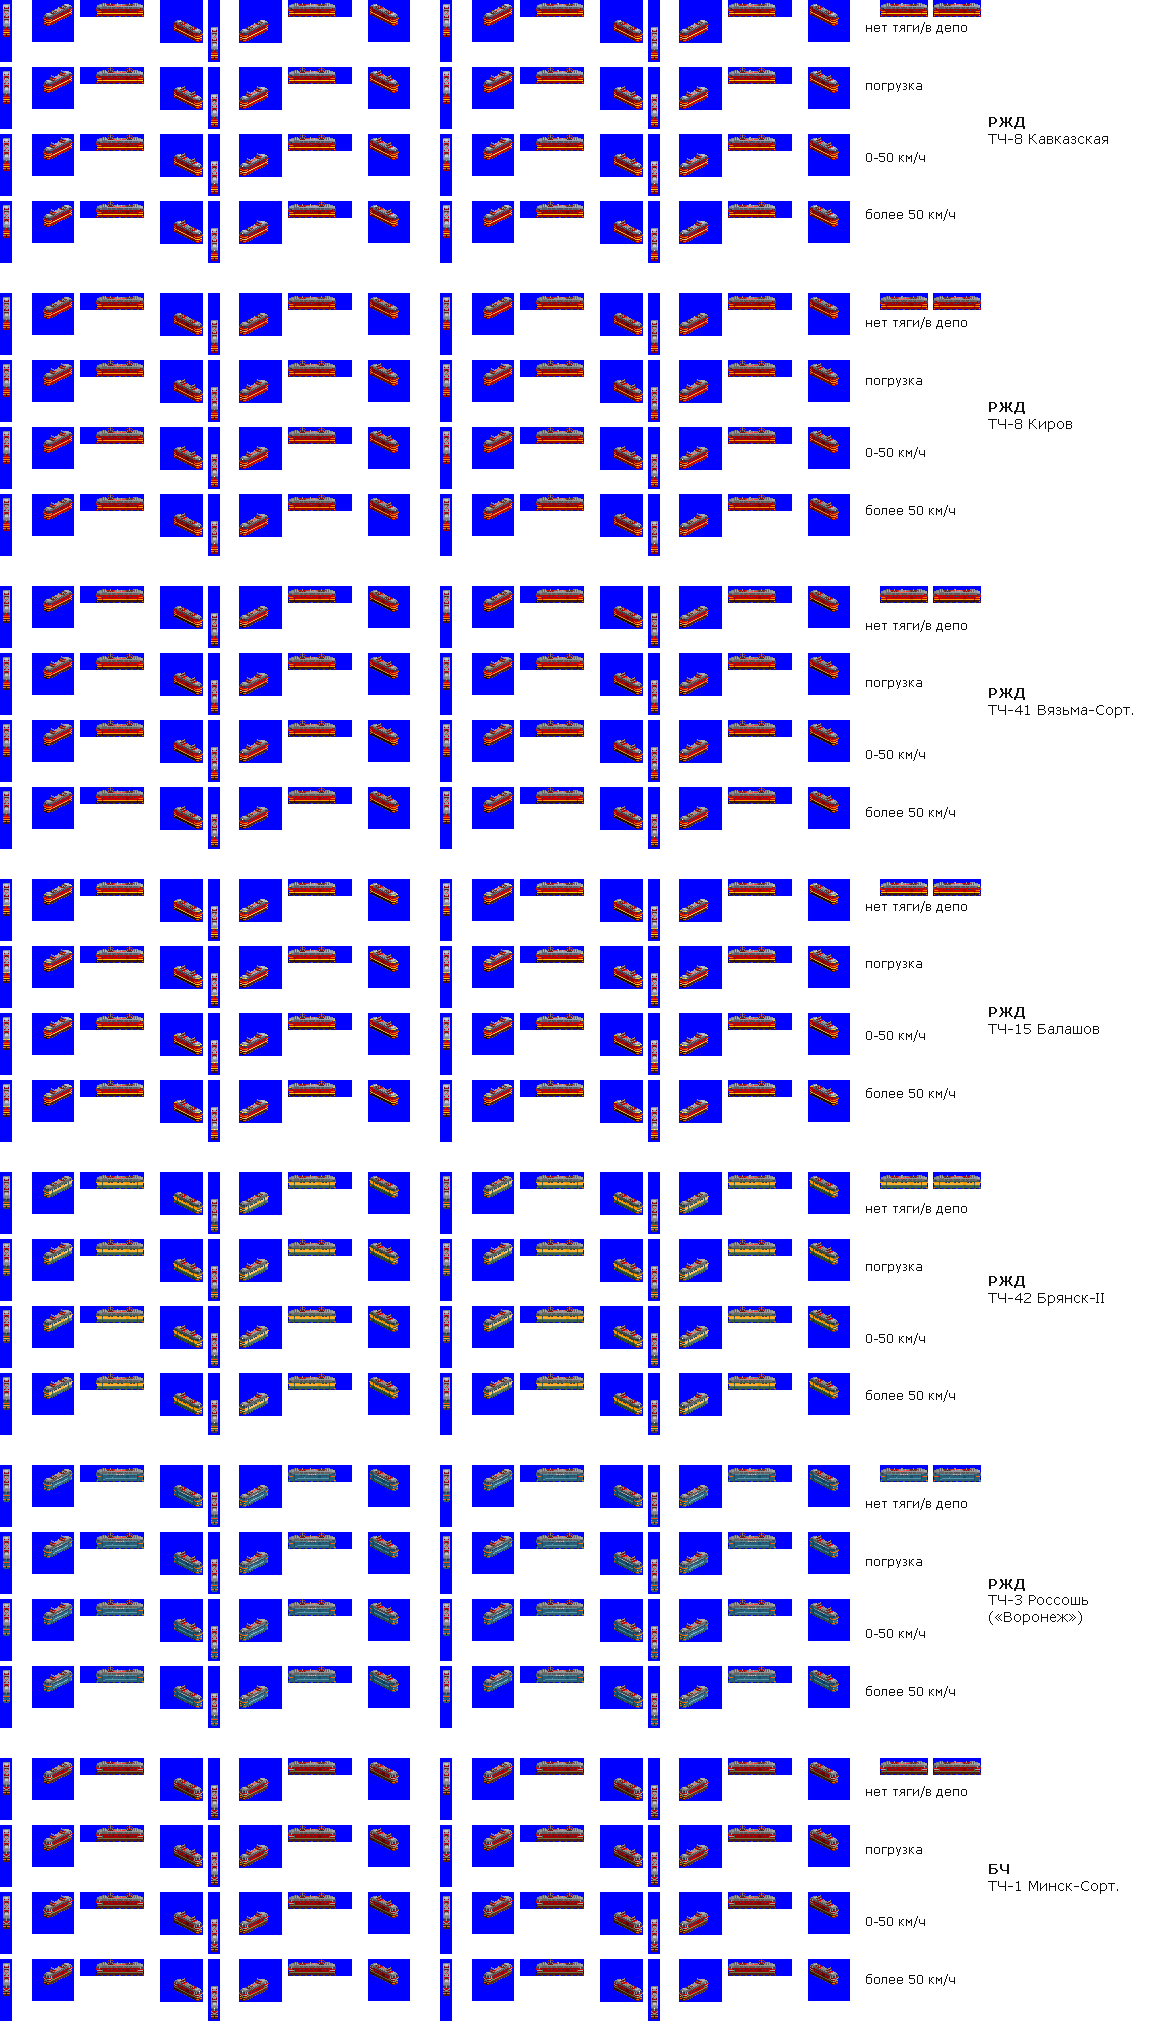 нет тяги/в депо
погрузка
РЖД
ТЧ-8 Кавказская
0-50 км/ч
более 50 км/ч
нет тяги/в депо
погрузка
РЖД
ТЧ-8 Киров
0-50 км/ч
более 50 км/ч
нет тяги/в депо
погрузка
РЖД
ТЧ-41 Вязьма-Сорт.
0-50 км/ч
более 50 км/ч
нет тяги/в депо
погрузка
РЖД
ТЧ-15 Балашов
0-50 км/ч
более 50 км/ч
нет тяги/в депо
погрузка
РЖД
ТЧ-42 Брянск-II
0-50 км/ч
более 50 км/ч
нет тяги/в депо
погрузка
РЖД
ТЧ-3 Россошь
(«Воронеж»)
0-50 км/ч
более 50 км/ч
нет тяги/в депо
погрузка
БЧ
ТЧ-1 Минск-Сорт.
0-50 км/ч
более 50 км/ч